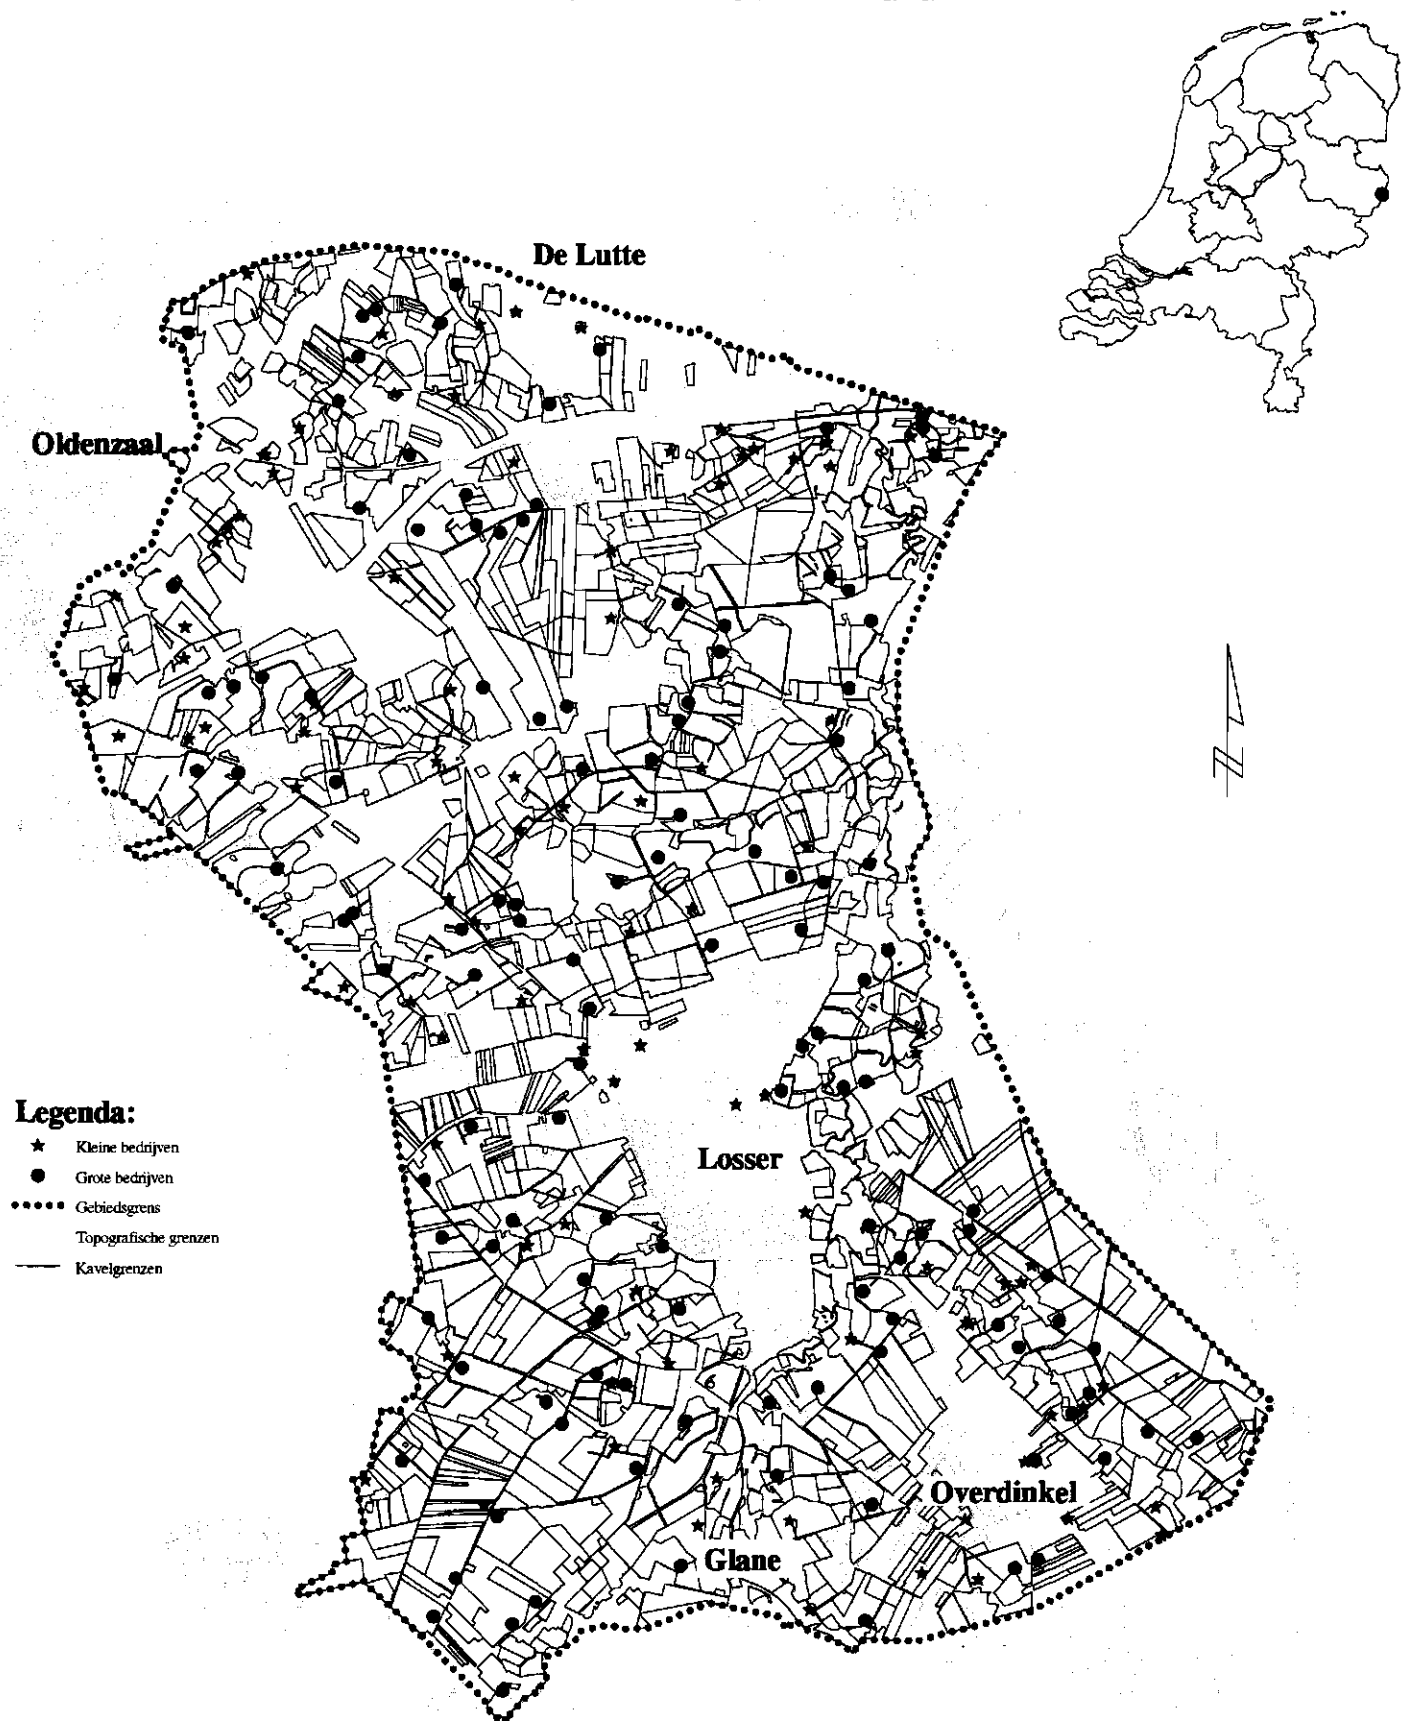 De Lutte
Oldenzaal
Legenda:
Kleine bedrijven
Grote bedrijven
Gebiedsgrens
Topografische grenzen
Kavelgrenzen
Losser
Overdinkel
Glane
N